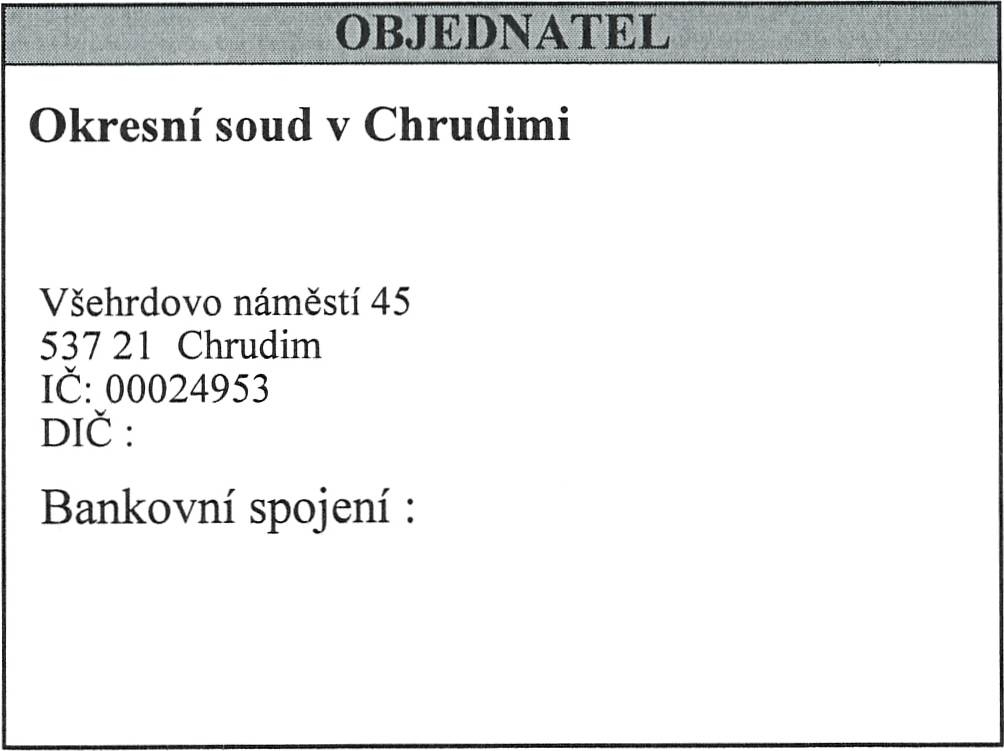 OBJEDNATEL
Okresní soud v Chrudimi
Všehrdovo náměstí 45
537 21 Chrudim
IČ: 00024953
DIČ :
Bankovní spojení :